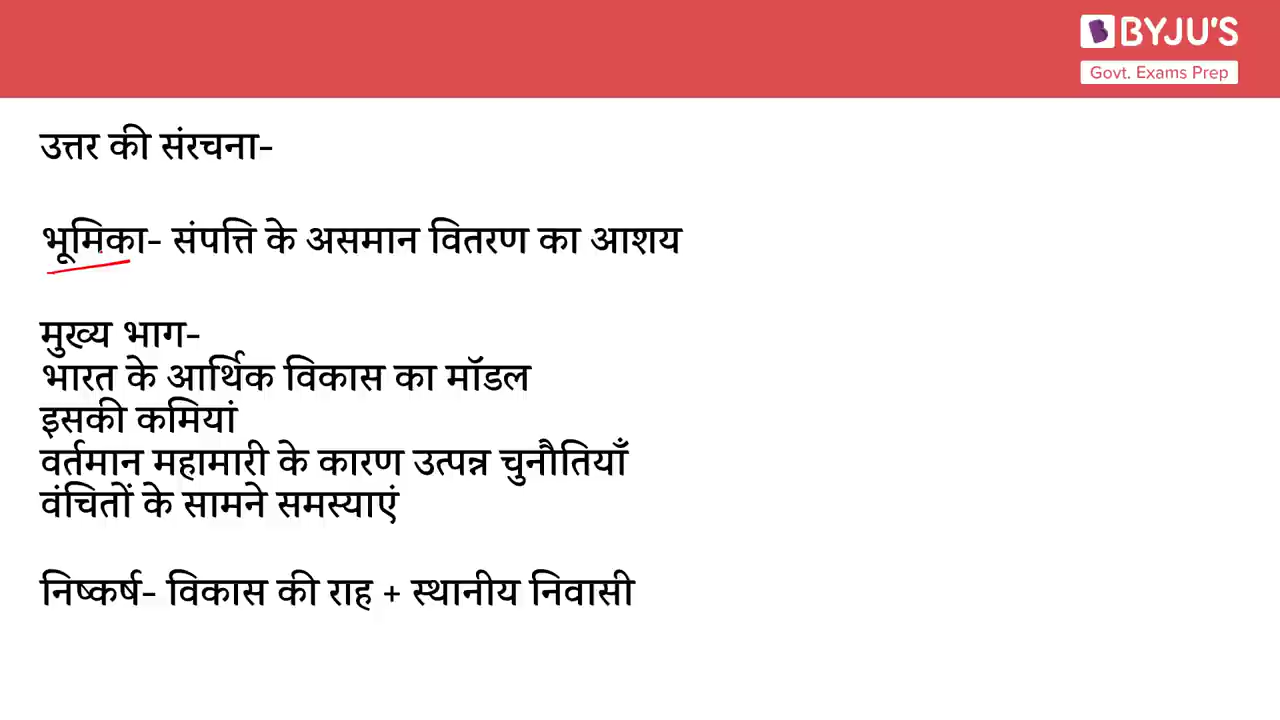 BYJU'S
Govt. Exams Prep
उत्तर की संरचना-
भूमिका- संपत्ति के असमान वितरण का आशय
मुख्य भाग-
भारत के आर्थिक विकास का मॉडल
इसकी कमियां
वर्तमान महामारी के कारण उत्पन्न चुनौतियाँ
वंचितों के सामने समस्याएं
निष्कर्ष- विकास की राह + स्थानीय निवासी